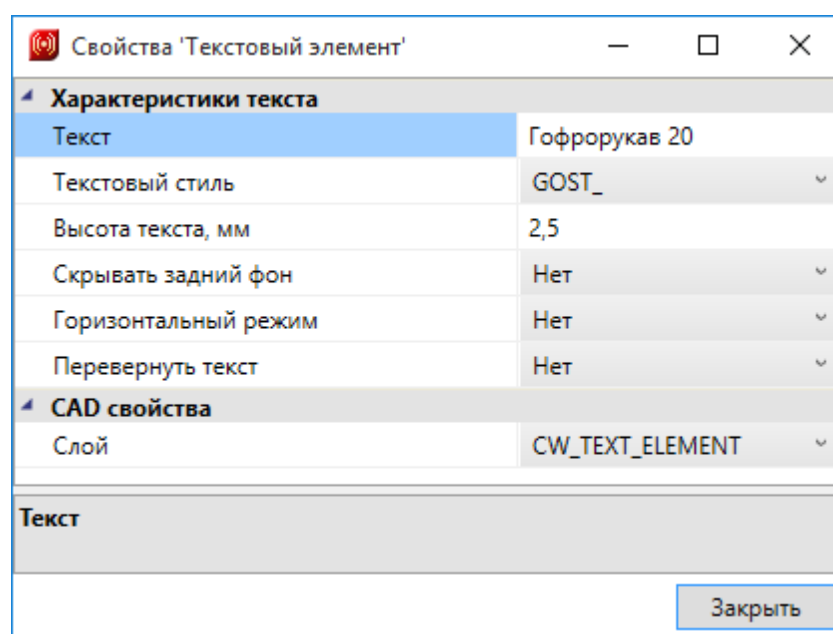 Свойства 'Текстовый элемент'
Характеристики текста
Текст Гофрорукав 20
Текстовый стиль GOST_
Высота текста, мм 2,5
Скрывать задний фон Нет
Горизонтальный режим Нет
Перевернуть текст Нет
CAD свойства
Слой CW_TEXT_ELEMENT
Текст
Закрыть